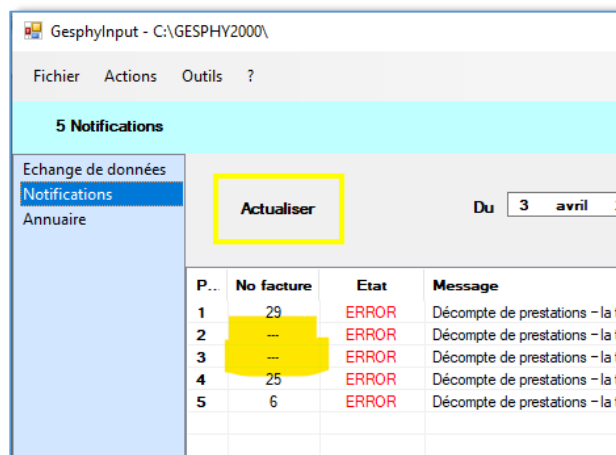 GesphyInput - C:\GESPHY2000\
Fichier Actions Outils ?
5 Notifications
Echange de données
Notifications
Annuaire
Actualiser
Du 3 avril
P... No facture Etat Message
1 29 ERROR Décompte de prestations – la
2 --- ERROR Décompte de prestations – la
3 --- ERROR Décompte de prestations – la
4 25 ERROR Décompte de prestations – la
5 6 ERROR Décompte de prestations – la